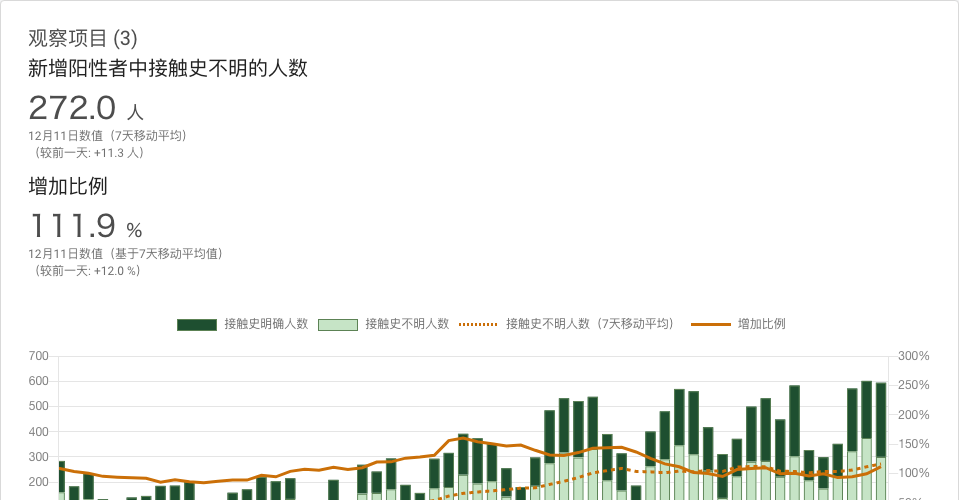 观察项目 (3)
新增阳性者中接触史不明的人数
272.0 人
12月11日数值（7天移动平均）
（较前一天: +11.3 人）
增加比例
111.9 %
12月11日数值（基于7天移动平均值）
（较前一天: +12.0 %）
接触史明确人数 接触史不明人数 接触史不明人数（7天移动平均） 增加比例
700 300%
600 250%
500 200%
400 150%
300 100%
200